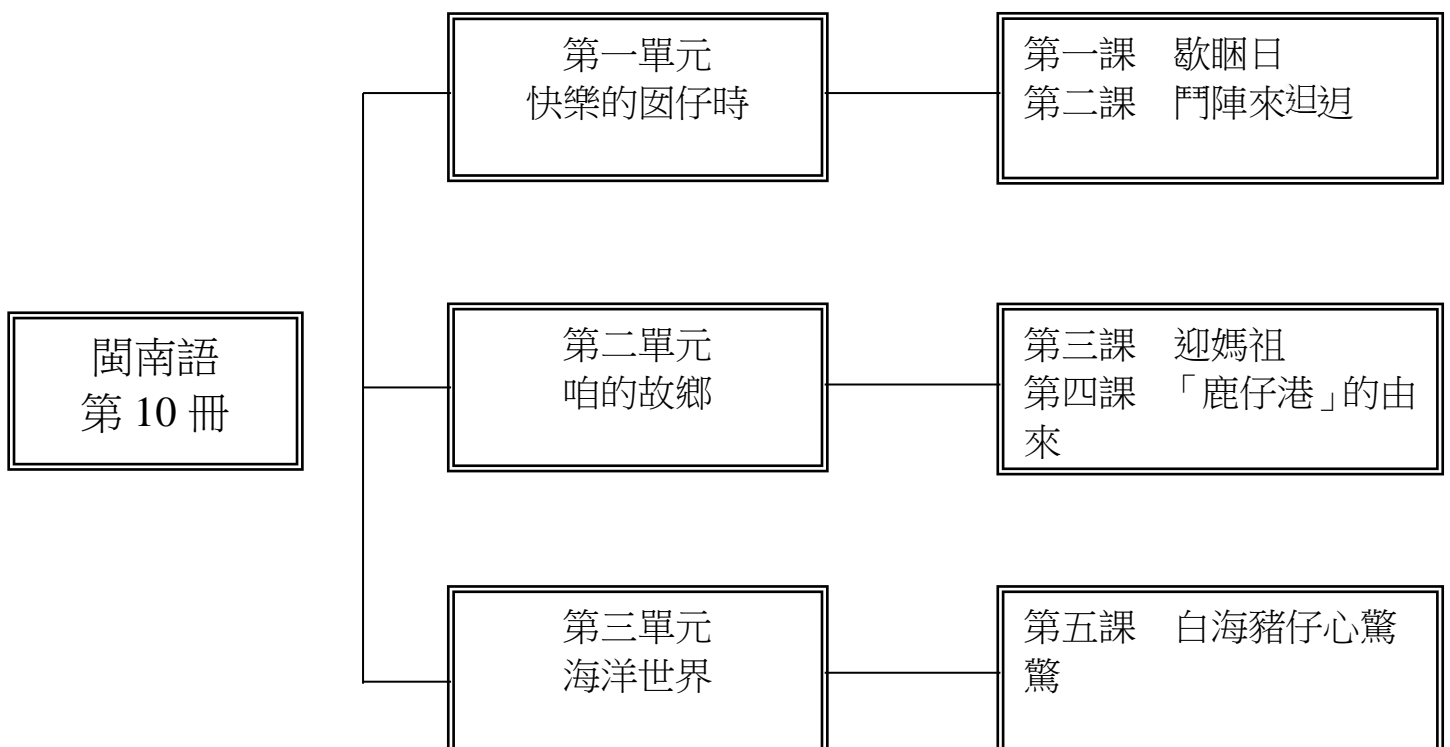 閩南語
第 10 冊
第一單元
快樂的囡仔時
第一課　歇睏日
第二課　鬥陣來𨑨迌
第二單元
咱的故鄉
第三課　迎媽祖
第四課　「鹿仔港」的由
來
第三單元
海洋世界
第五課　白海豬仔心驚
驚